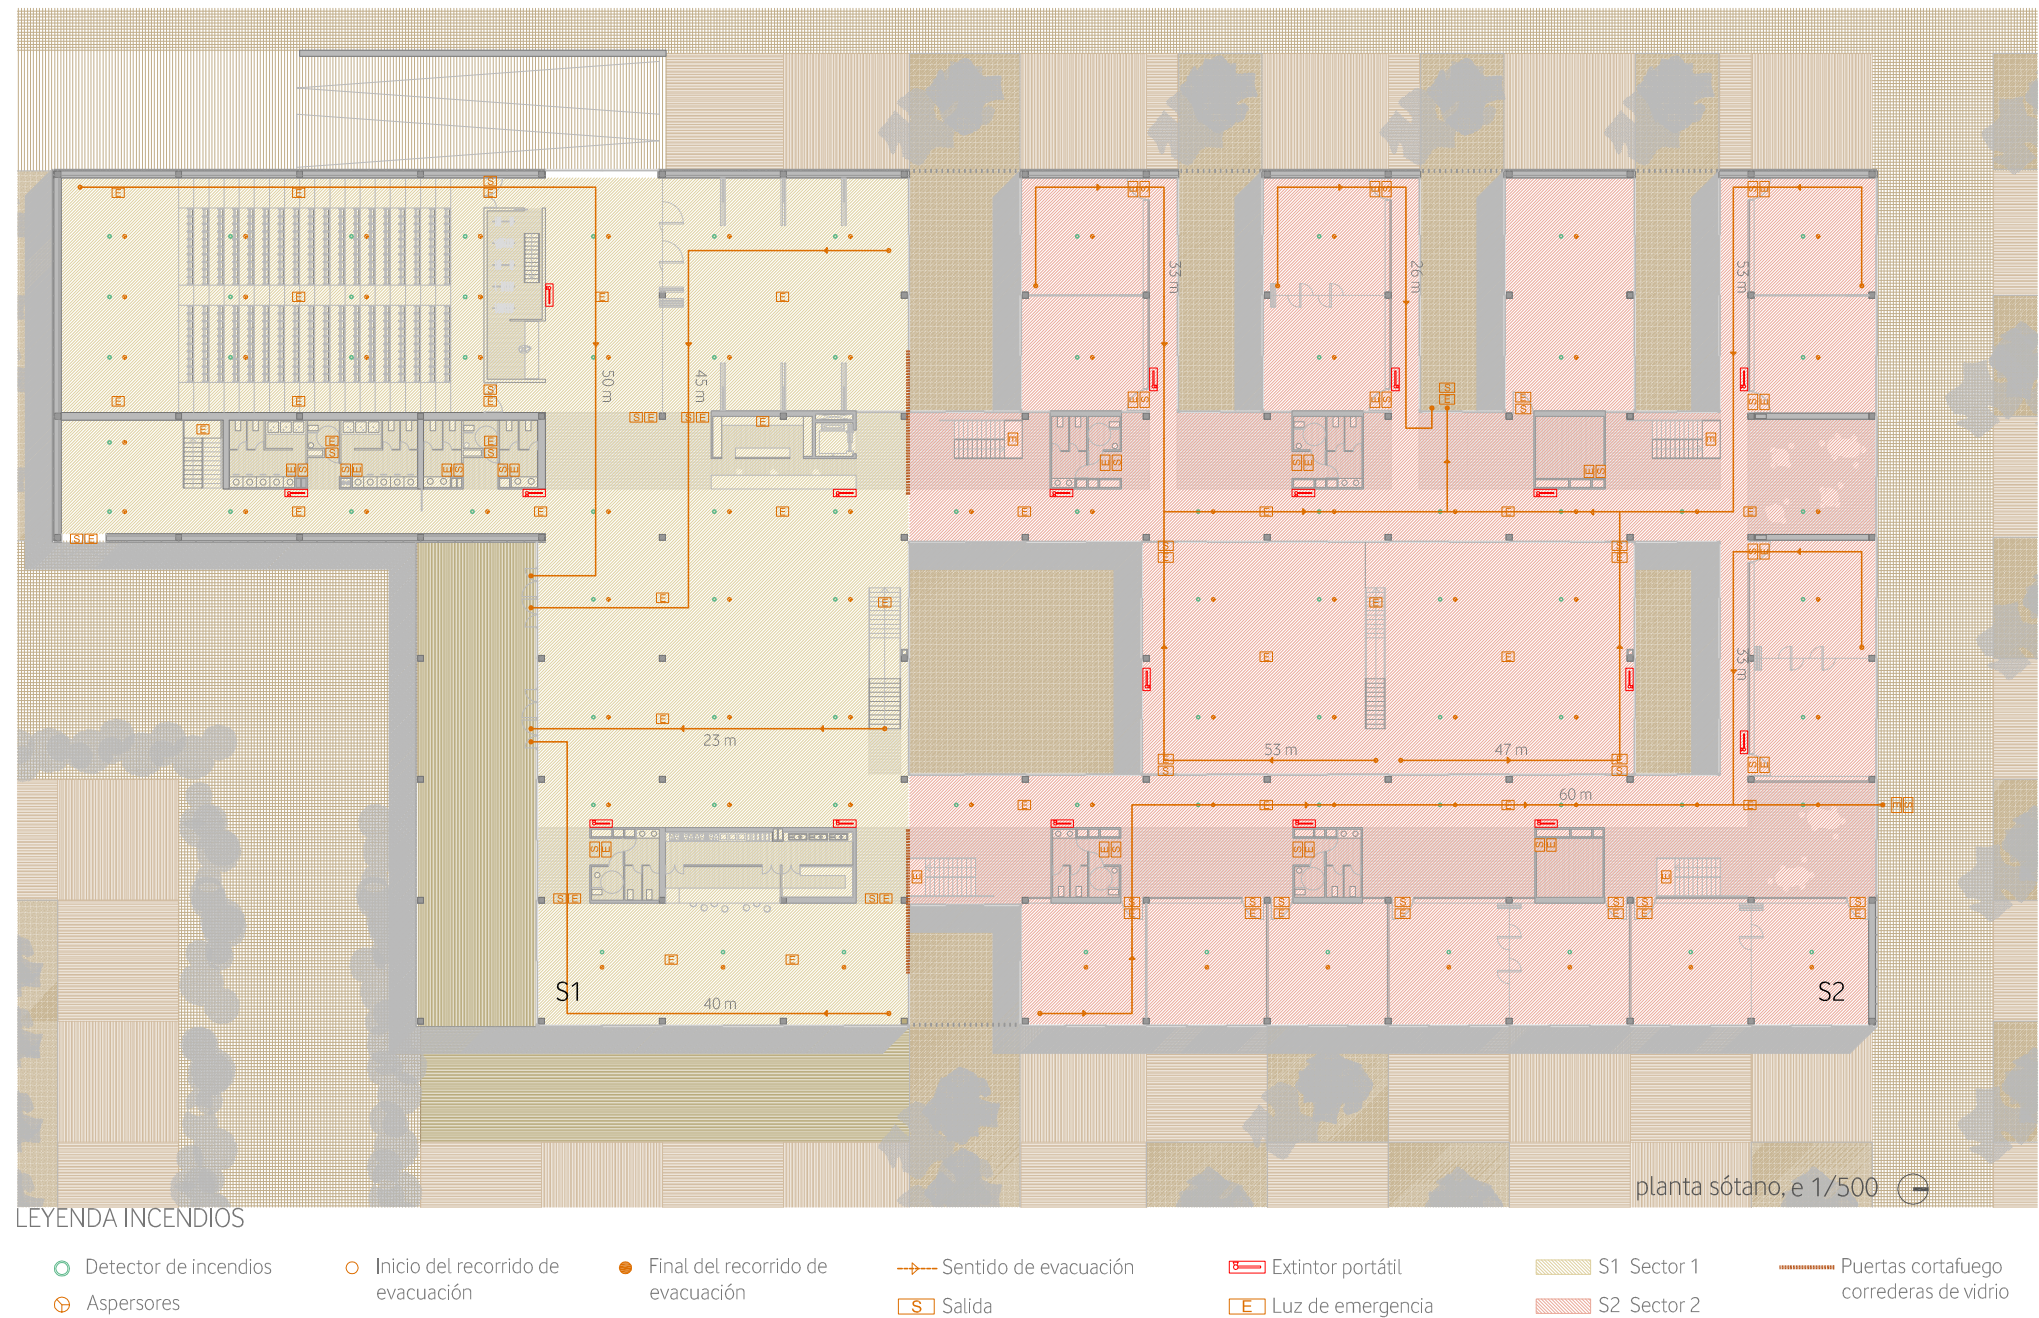 33 m
26 m
53 m
50 m
45 m
33 m
23 m
53 m
47 m
60 m
S1
40 m
S2
planta sótano, e 1/500
LEYENDA INCENDIOS
Detector de incendios
Aspersores
Inicio del recorrido de
evacuación
Final del recorrido de
evacuación
Sentido de evacuación
S Salida
Extintor portátil
E Luz de emergencia
S1 Sector 1
S2 Sector 2
Puertas cortafuego
correderas de vidrio